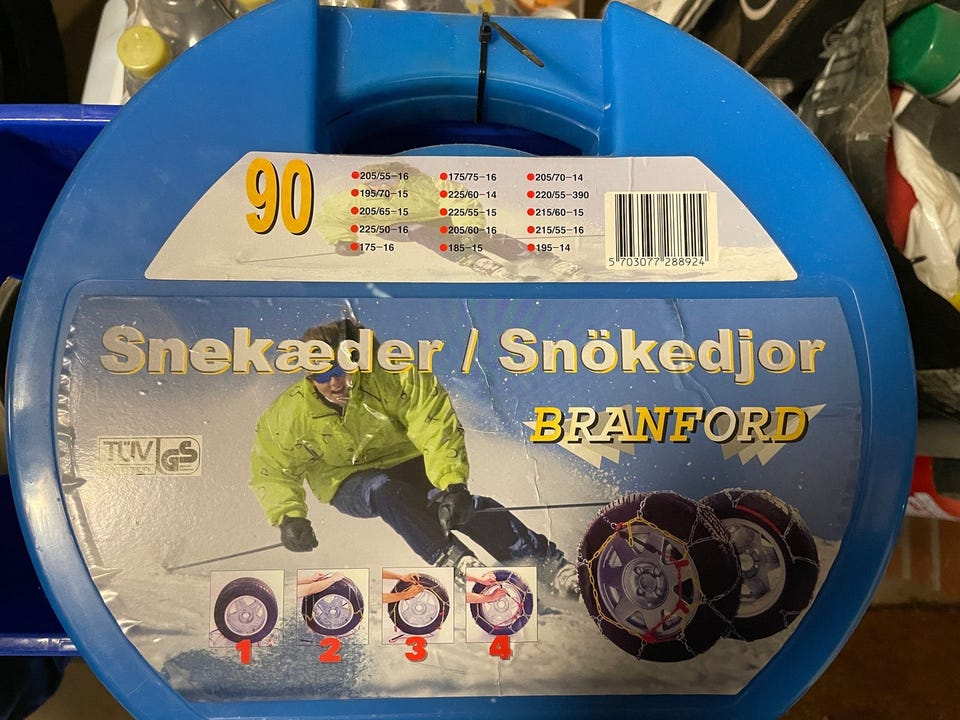 90
205/55-16 175/75-16 205/70-14
195/70-15 225/60-14 220/55-390
205/65-15 225/55-15 215/60-15
225/50-16 205/60-16 215/55-16
175-16 185-15 195-14
5 703077 288924
Snekæder / Snökedjor
BRANFORD
TÜV GS
1 2 3 4